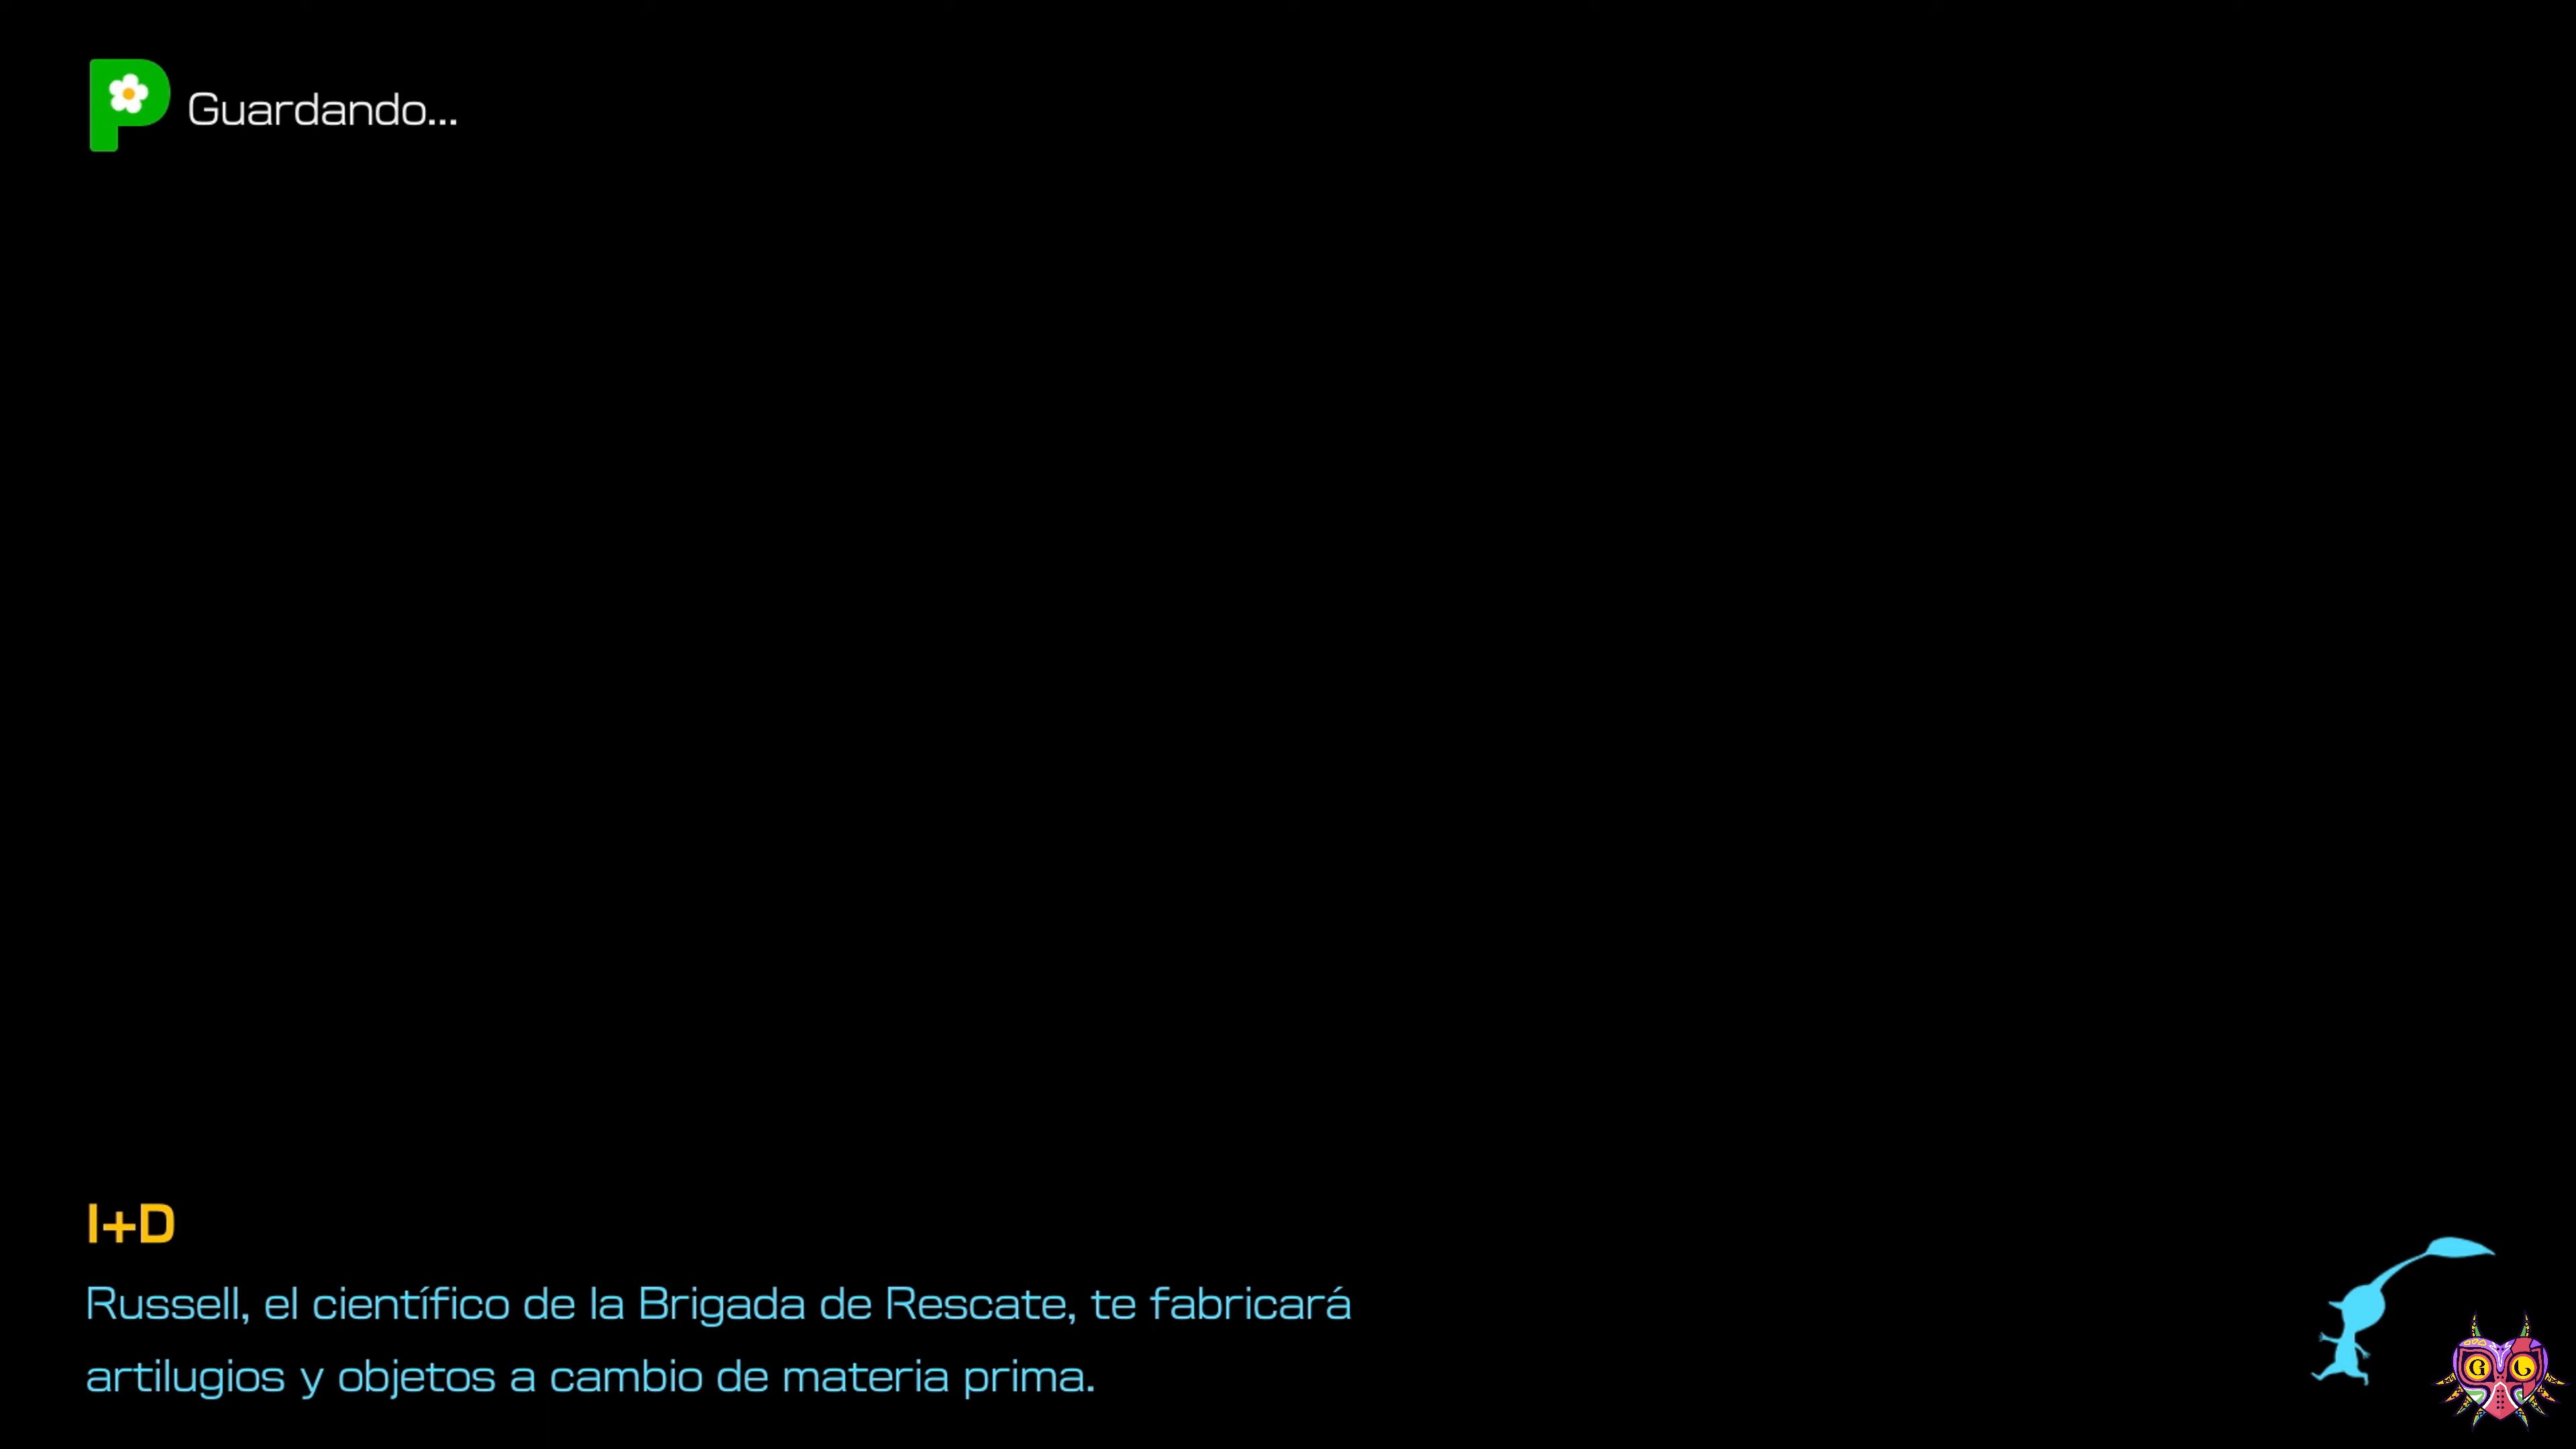 Guardando...
I+D
Russell, el científico de la Brigada de Rescate, te fabricará
artilugios y objetos a cambio de materia prima.